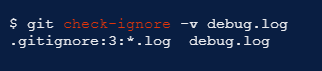 $ git check-ignore -v debug.log
.gitignore:3:*.log  debug.log